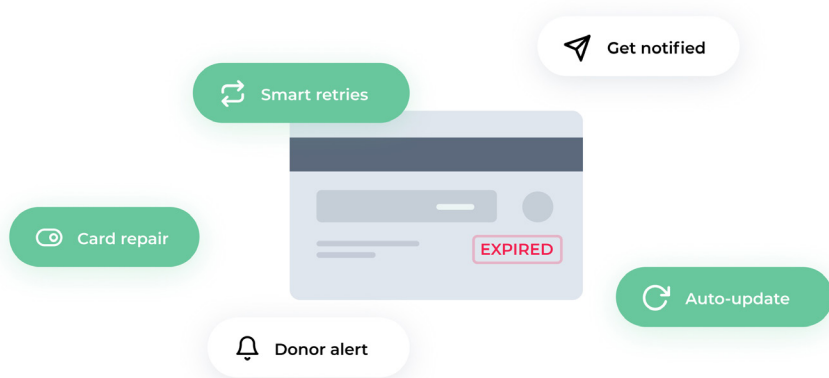 Get notified
Smart retries
Card repair
EXPIRED
Auto-update
Donor alert